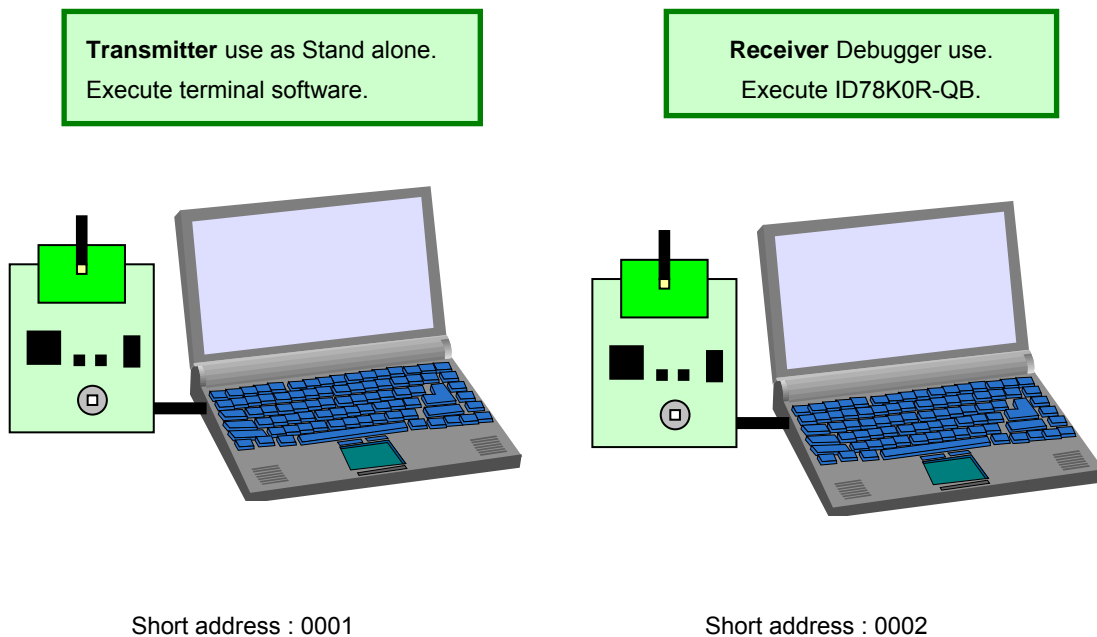 Transmitter use as Stand alone.
Execute terminal software.
Receiver Debugger use.
Execute ID78K0R-QB.
Short address : 0001
Short address : 0002